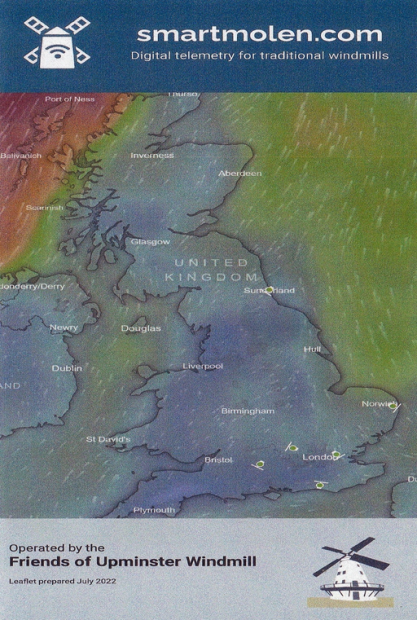 smartmolen.com
Digital telemetry for traditional windmills
Thurso
Port of Ness
Balivanich
Inverness
Aberdeen
Glasgow
UNITED
KINGDOM
Sunderland
onderry/Derry
Newry
Douglas
Dublin
Liverpool
Hull
AND
Birmingham
Norwich
St David's
Bristol
London
Plymouth
Operated by the
Friends of Upminster Windmill
Leaflet prepared July 2022